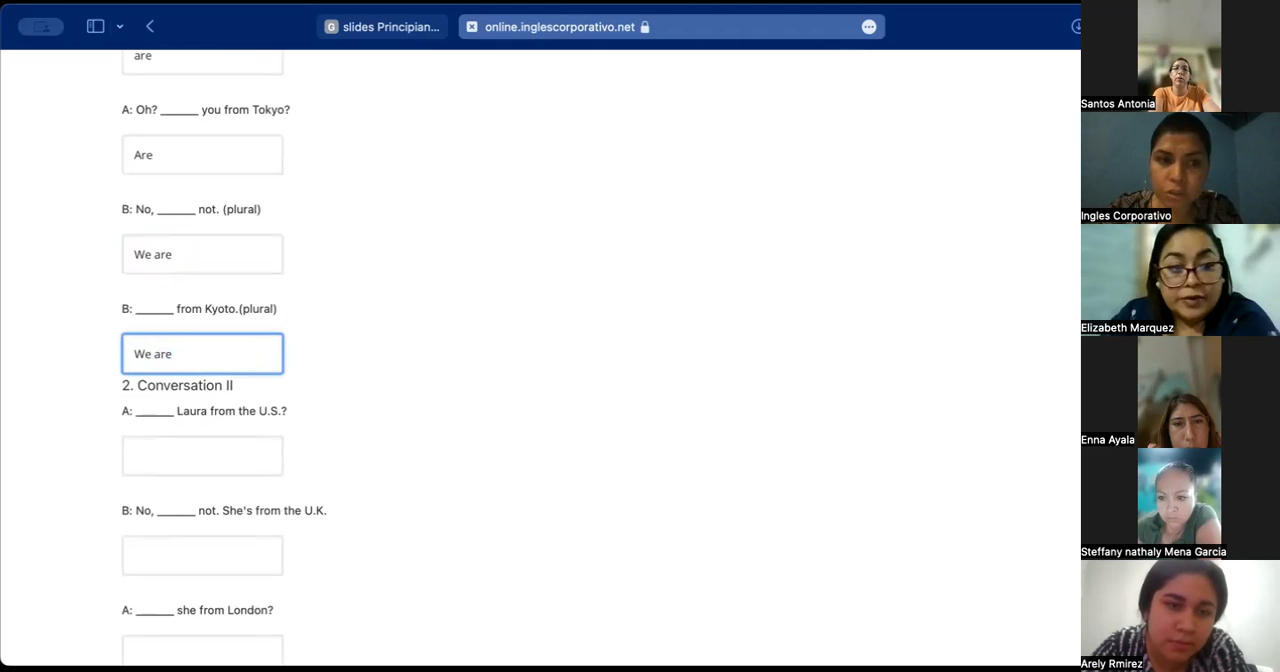 slides Principian...
online.inglescorporativo.net
are
A: Oh? ______ you from Tokyo?
Are
B: No, ______ not. (plural)
We are
B: ______ from Kyoto.(plural)
We are
2. Conversation II
A: ______ Laura from the U.S.?
B: No, ______ not. She's from the U.K.
A: ______ she from London?
Santos Antonia
Ingles Corporativo
Elizabeth Marquez
Enna Ayala
Steffany nathaly Mena Garcia
Arely Rmirez